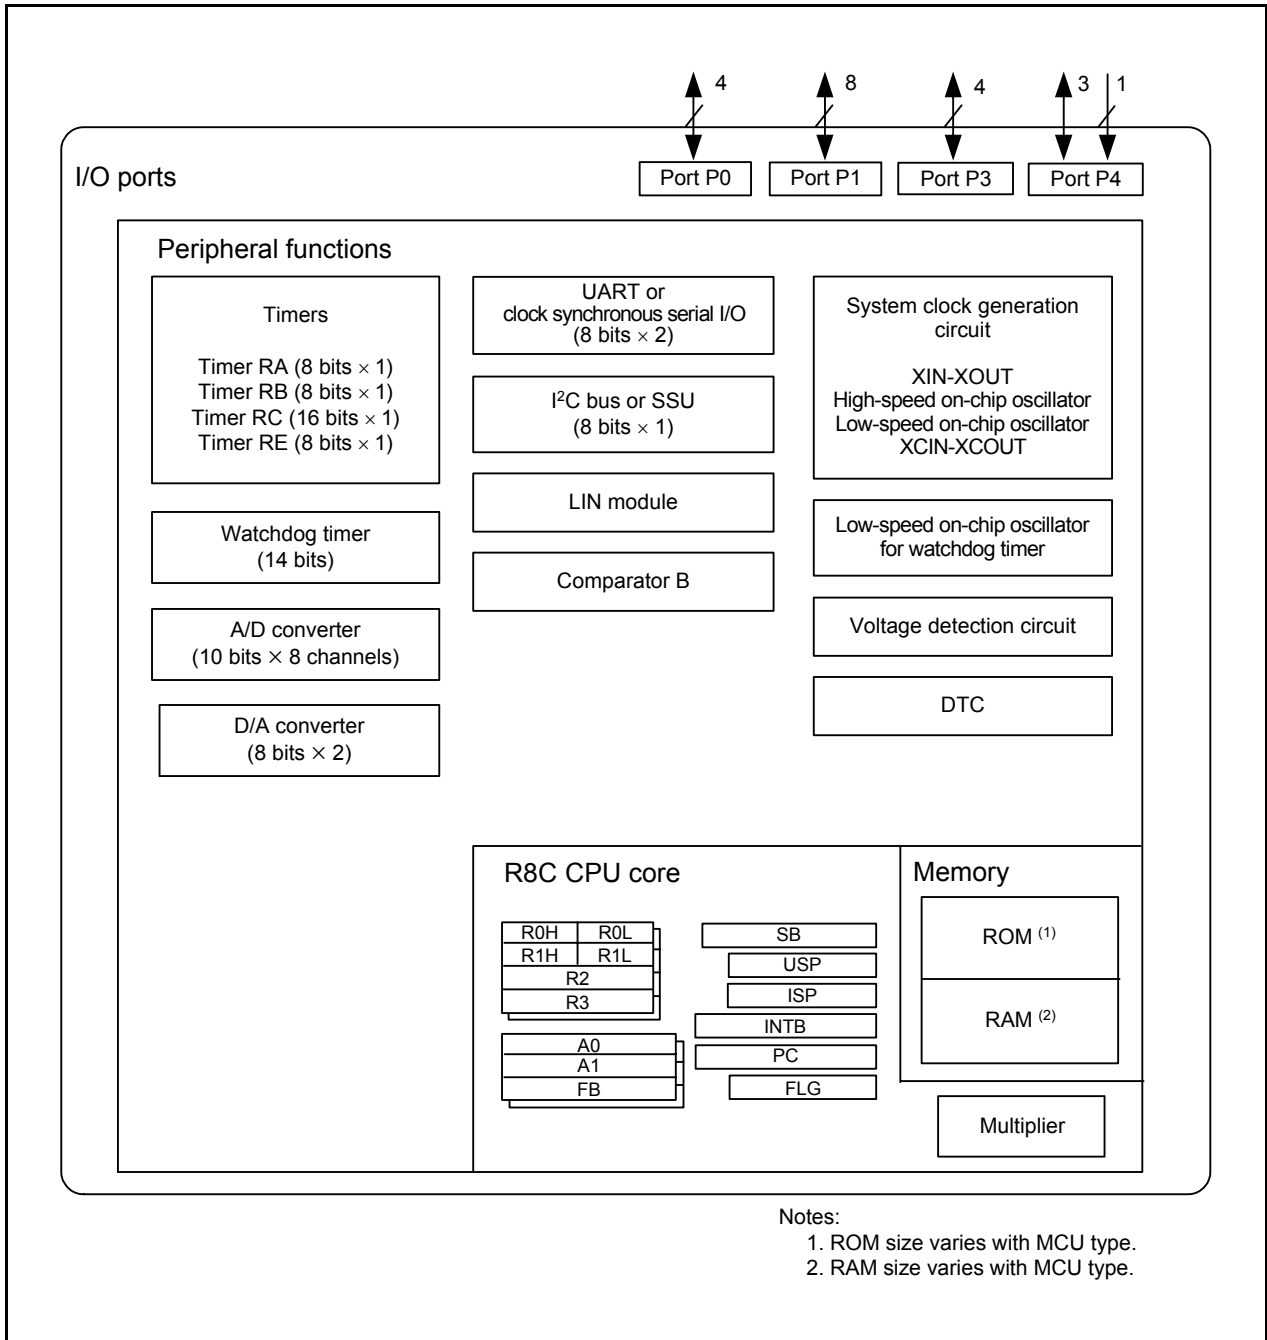 4
8
4
3
1
I/O ports
Port P0
Port P1
Port P3
Port P4
Peripheral functions
Timers
Timer RA (8 bits × 1)
Timer RB (8 bits × 1)
Timer RC (16 bits × 1)
Timer RE (8 bits × 1)
Watchdog timer
(14 bits)
A/D converter
(10 bits × 8 channels)
D/A converter
(8 bits × 2)
UART or
clock synchronous serial I/O
(8 bits × 2)
I²C bus or SSU
(8 bits × 1)
LIN module
Comparator B
System clock generation
circuit
XIN-XOUT
High-speed on-chip oscillator
Low-speed on-chip oscillator
XCIN-XCOUT
Low-speed on-chip oscillator
for watchdog timer
Voltage detection circuit
DTC
R8C CPU core
R0H
R0L
R1H
R1L
R2
R3
A0
A1
FB
SB
USP
ISP
INTB
PC
FLG
Memory
ROM (1)
RAM (2)
Multiplier
Notes:
1. ROM size varies with MCU type.
2. RAM size varies with MCU type.